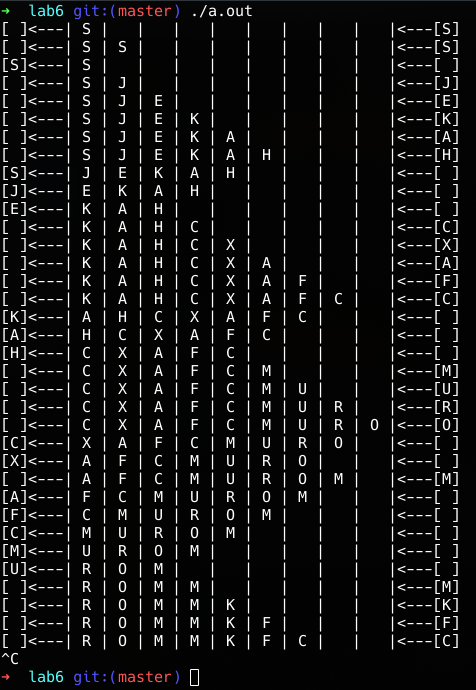 ➜  lab6 git:(master) ./a.out
[ ]<---| S |   |   |   |   |   |   |   |   |<---[S]
[ ]<---| S | S |   |   |   |   |   |   |   |<---[S]
[S]<---| S |   |   |   |   |   |   |   |   |<---[ ]
[ ]<---| S | J |   |   |   |   |   |   |   |<---[J]
[ ]<---| S | J | E |   |   |   |   |   |   |<---[E]
[ ]<---| S | J | E | K |   |   |   |   |   |<---[K]
[ ]<---| S | J | E | K | A |   |   |   |   |<---[A]
[ ]<---| S | J | E | K | A | H |   |   |   |<---[H]
[S]<---| J | E | K | A | H |   |   |   |   |<---[ ]
[J]<---| E | K | A | H |   |   |   |   |   |<---[ ]
[E]<---| K | A | H |   |   |   |   |   |   |<---[ ]
[ ]<---| K | A | H | C |   |   |   |   |   |<---[C]
[ ]<---| K | A | H | C | X |   |   |   |   |<---[X]
[ ]<---| K | A | H | C | X | A |   |   |   |<---[A]
[ ]<---| K | A | H | C | X | A | F |   |   |<---[F]
[ ]<---| K | A | H | C | X | A | F | C |   |<---[C]
[K]<---| A | H | C | X | A | F | C |   |   |<---[ ]
[A]<---| H | C | X | A | F | C |   |   |   |<---[ ]
[H]<---| C | X | A | F | C |   |   |   |   |<---[ ]
[ ]<---| C | X | A | F | C | M |   |   |   |<---[M]
[ ]<---| C | X | A | F | C | M | U |   |   |<---[U]
[ ]<---| C | X | A | F | C | M | U | R |   |<---[R]
[ ]<---| C | X | A | F | C | M | U | R | O |<---[O]
[C]<---| X | A | F | C | M | U | R | O |   |<---[ ]
[X]<---| A | F | C | M | U | R | O |   |   |<---[ ]
[ ]<---| A | F | C | M | U | R | O | M |   |<---[M]
[A]<---| F | C | M | U | R | O | M |   |   |<---[ ]
[F]<---| C | M | U | R | O | M |   |   |   |<---[ ]
[C]<---| M | U | R | O | M |   |   |   |   |<---[ ]
[M]<---| U | R | O | M |   |   |   |   |   |<---[ ]
[U]<---| R | O | M |   |   |   |   |   |   |<---[ ]
[ ]<---| R | O | M | M |   |   |   |   |   |<---[M]
[ ]<---| R | O | M | M | K |   |   |   |   |<---[K]
[ ]<---| R | O | M | M | K | F |   |   |   |<---[F]
[ ]<---| R | O | M | M | K | F | C |   |   |<---[C]
^C
➜  lab6 git:(master)